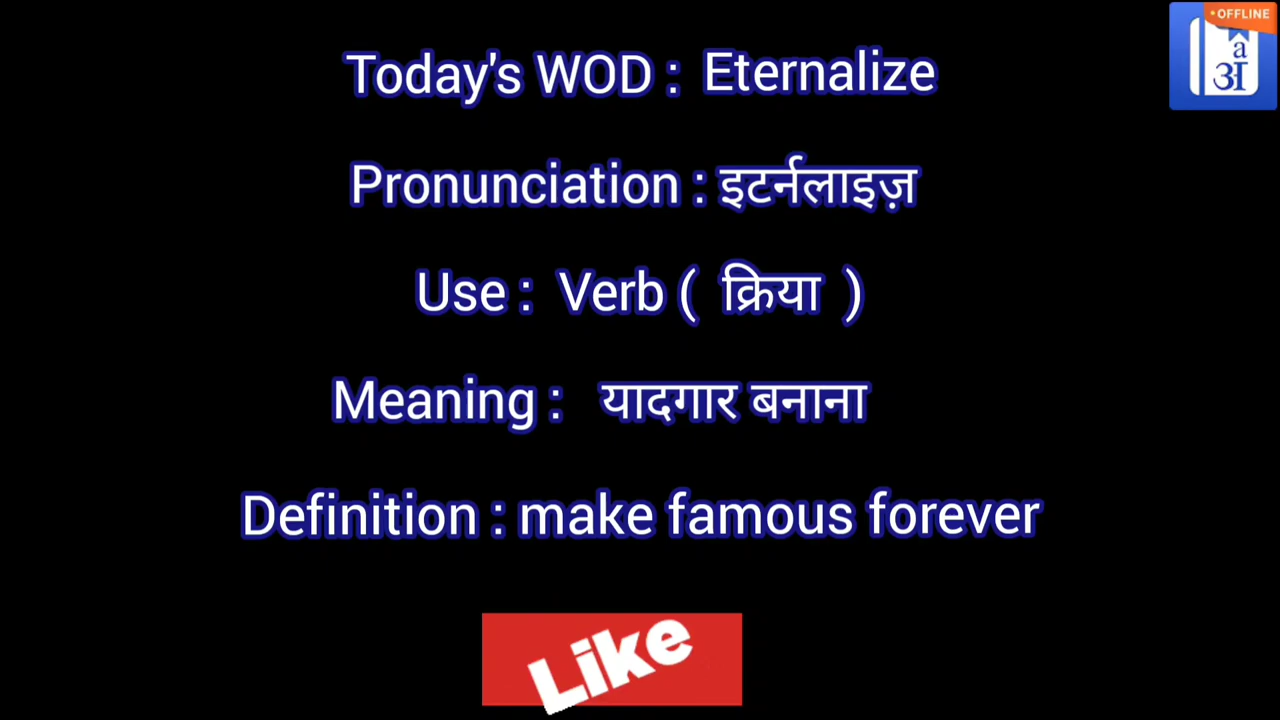 • OFFLINE
a
अ
Today's WOD : Eternalize
Pronunciation : इटर्नलाइज़
Use : Verb ( क्रिया )
Meaning : यादगार बनाना
Definition : make famous forever
Like